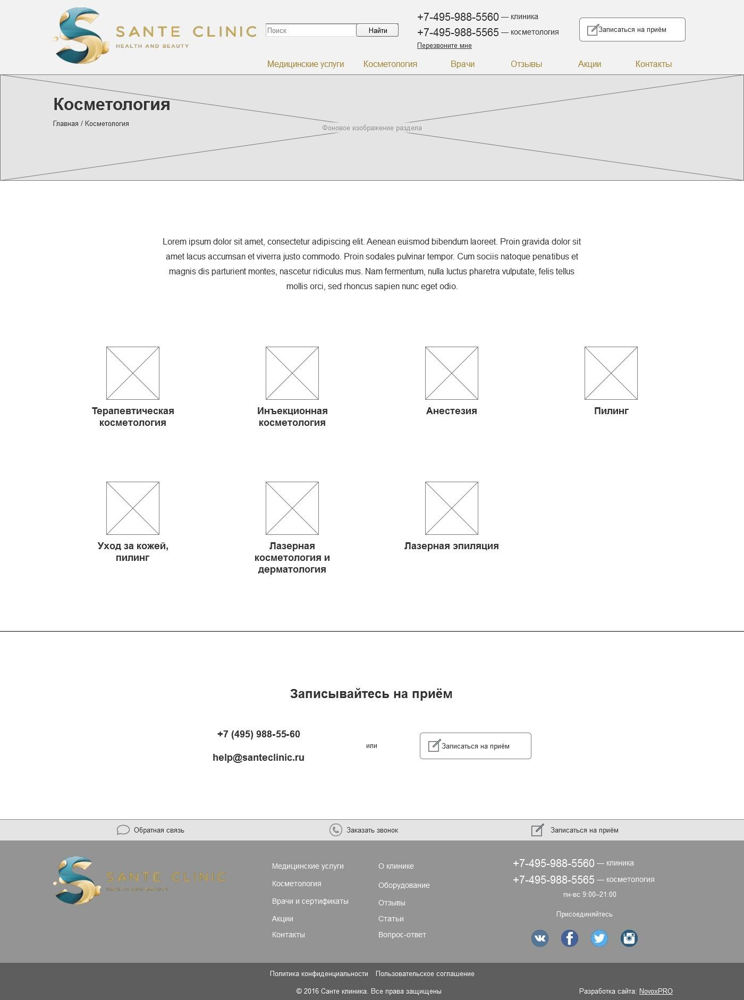 SANTE CLINIC
HEALTH AND BEAUTY
Поиск
Найти
+7-495-988-5560 — клиника
+7-495-988-5565 — косметология
Перезвоните мне
Записаться на приём
Медицинские услуги
Косметология
Врачи
Отзывы
Акции
Контакты
Косметология
Главная / Косметология
Фоновое изображение раздела
Lorem ipsum dolor sit amet, consectetur adipiscing elit. Aenean euismod bibendum laoreet. Proin gravida dolor sit
amet lacus accumsan et viverra justo commodo. Proin sodales pulvinar tempor. Cum sociis natoque penatibus et
magnis dis parturient montes, nascetur ridiculus mus. Nam fermentum, nulla luctus pharetra vulputate, felis tellus
mollis orci, sed rhoncus sapien nunc eget odio.
Терапевтическая
косметология
Инъекционная
косметология
Анестезия
Пилинг
Уход за кожей,
пилинг
Лазерная
косметология и
дерматология
Лазерная эпиляция
Записывайтесь на приём
+7 (495) 988-55-60
help@santeclinic.ru
или
Записаться на приём
Обратная связь
Заказать звонок
Записаться на приём
SANTE CLINIC
HEALTH AND BEAUTY
Медицинские услуги
Косметология
Врачи и сертификаты
Акции
Контакты
О клинике
Оборудование
Отзывы
Статьи
Вопрос-ответ
+7-495-988-5560 — клиника
+7-495-988-5565 — косметология
пн-вс 9:00–21:00
Присоединяйтесь
Политика конфиденциальности
Пользовательское соглашение
© 2016 Санте клиника. Все права защищены
Разработка сайта: NovoxPRO